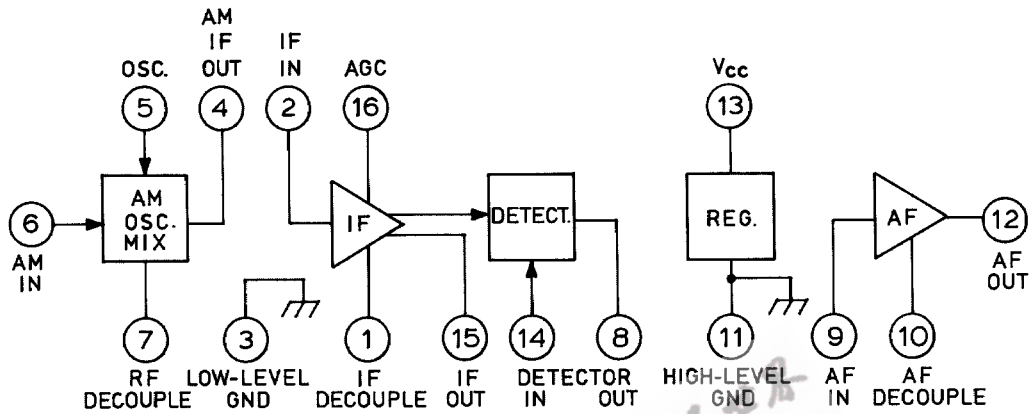 AM
IF
OUT
IF
IN
OSC.
AGC
Vcc
5
4
2
16
13
6
AM
IN
AM
OSC.
MIX
IF
DETECT.
REG.
AF
12
AF
OUT
7
3
1
15
14
8
11
9
10
RF
DECOUPLE
LOW-LEVEL
GND
IF
DECOUPLE
IF
OUT
DETECTOR
IN OUT
HIGH-LEVEL
GND
AF
IN
AF
DECOUPLE